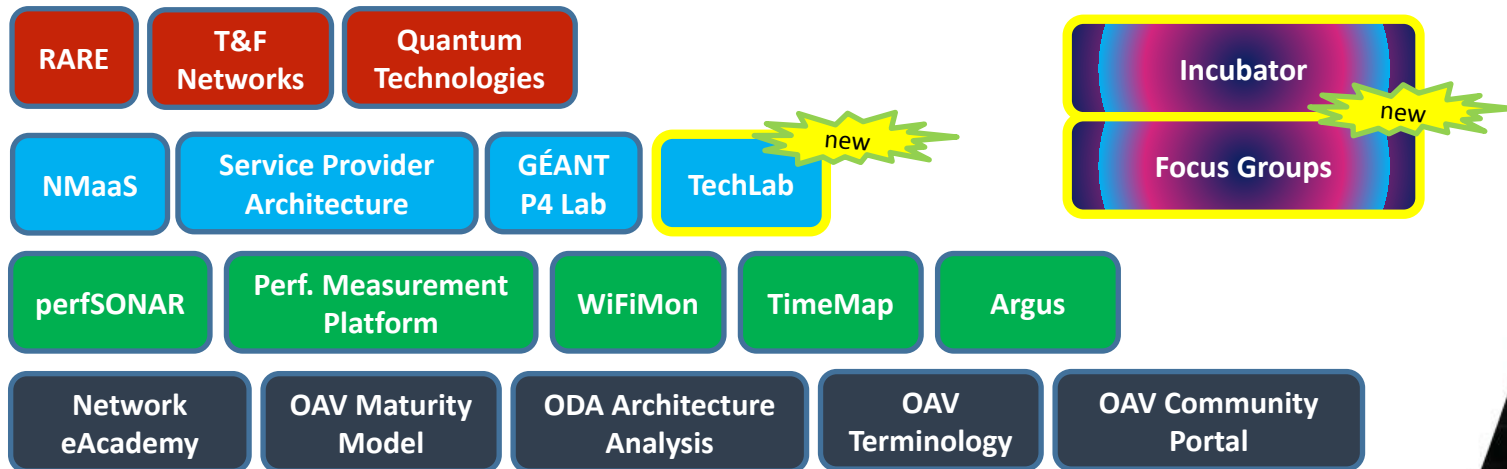 RARE
T&F
Networks
Quantum
Technologies
Incubator
new
Focus Groups
NMaaS
Service Provider
Architecture
GÉANT
P4 Lab
TechLab
new
perfSONAR
Perf. Measurement
Platform
WiFiMon
TimeMap
Argus
Network
eAcademy
OAV Maturity
Model
ODA Architecture
Analysis
OAV
Terminology
OAV Community
Portal